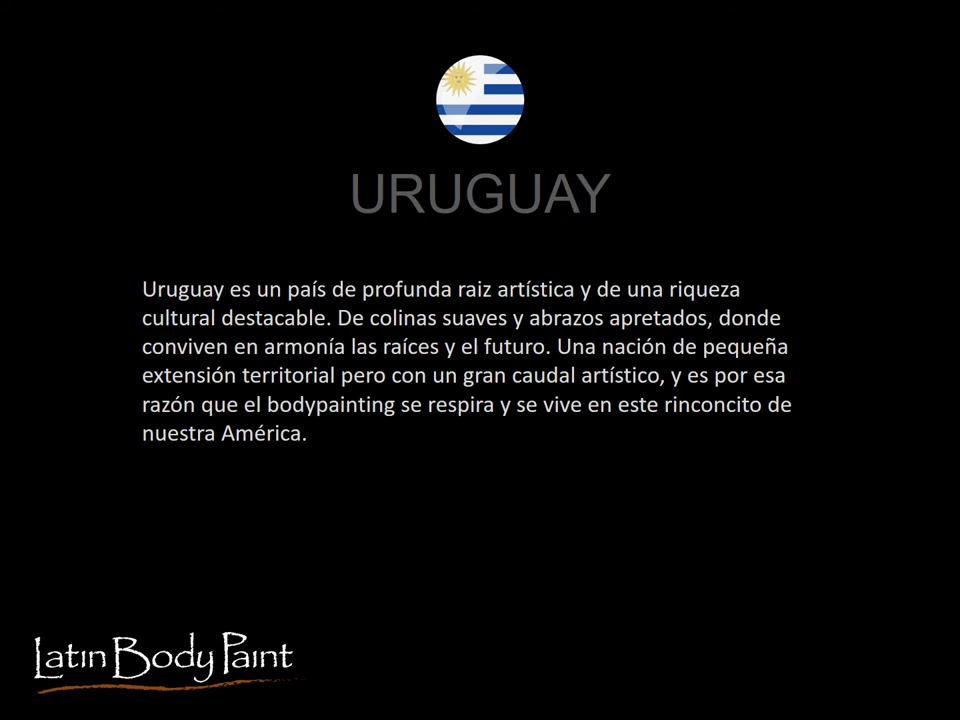 URUGUAY
Uruguay es un país de profunda raiz artística y de una riqueza
cultural destacable. De colinas suaves y abrazos apretados, donde
conviven en armonía las raíces y el futuro. Una nación de pequeña
extensión territorial pero con un gran caudal artístico, y es por esa
razón que el bodypainting se respira y se vive en este rinconcito de
nuestra América.
Latin Body Paint